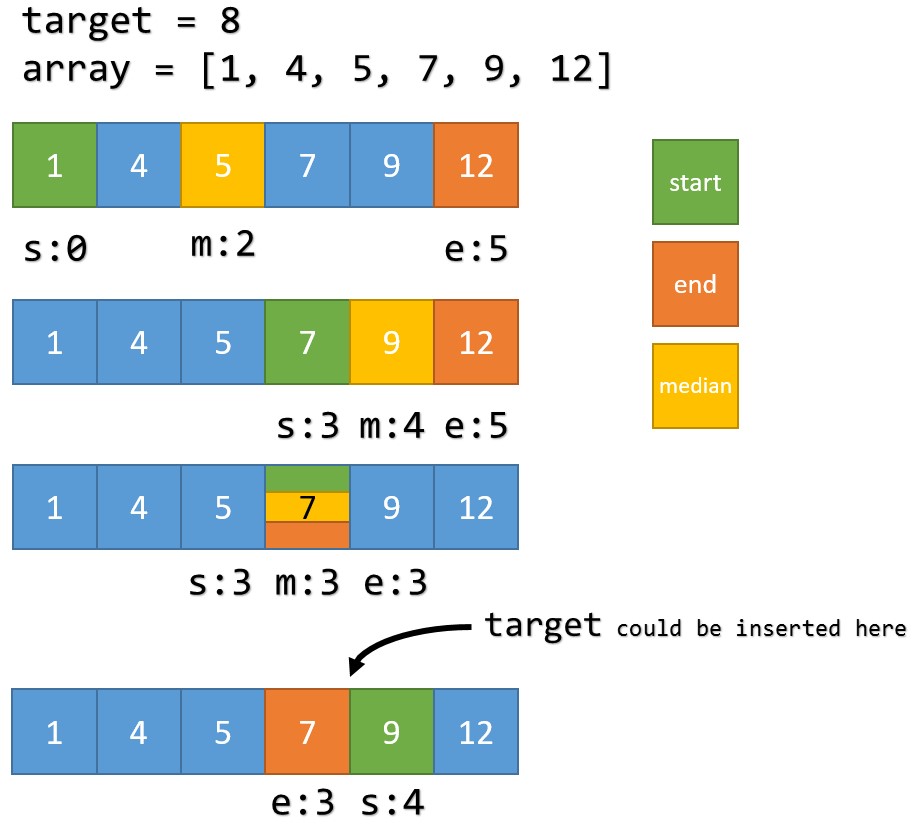 target = 8
array = [1, 4, 5, 7, 9, 12]
1 4 5 7 9 12
s:0 m:2 e:5
start
end
median
1 4 5 7 9 12
s:3 m:4 e:5
1 4 5 7 9 12
s:3 m:3 e:3
target could be inserted here
1 4 5 7 9 12
e:3 s:4